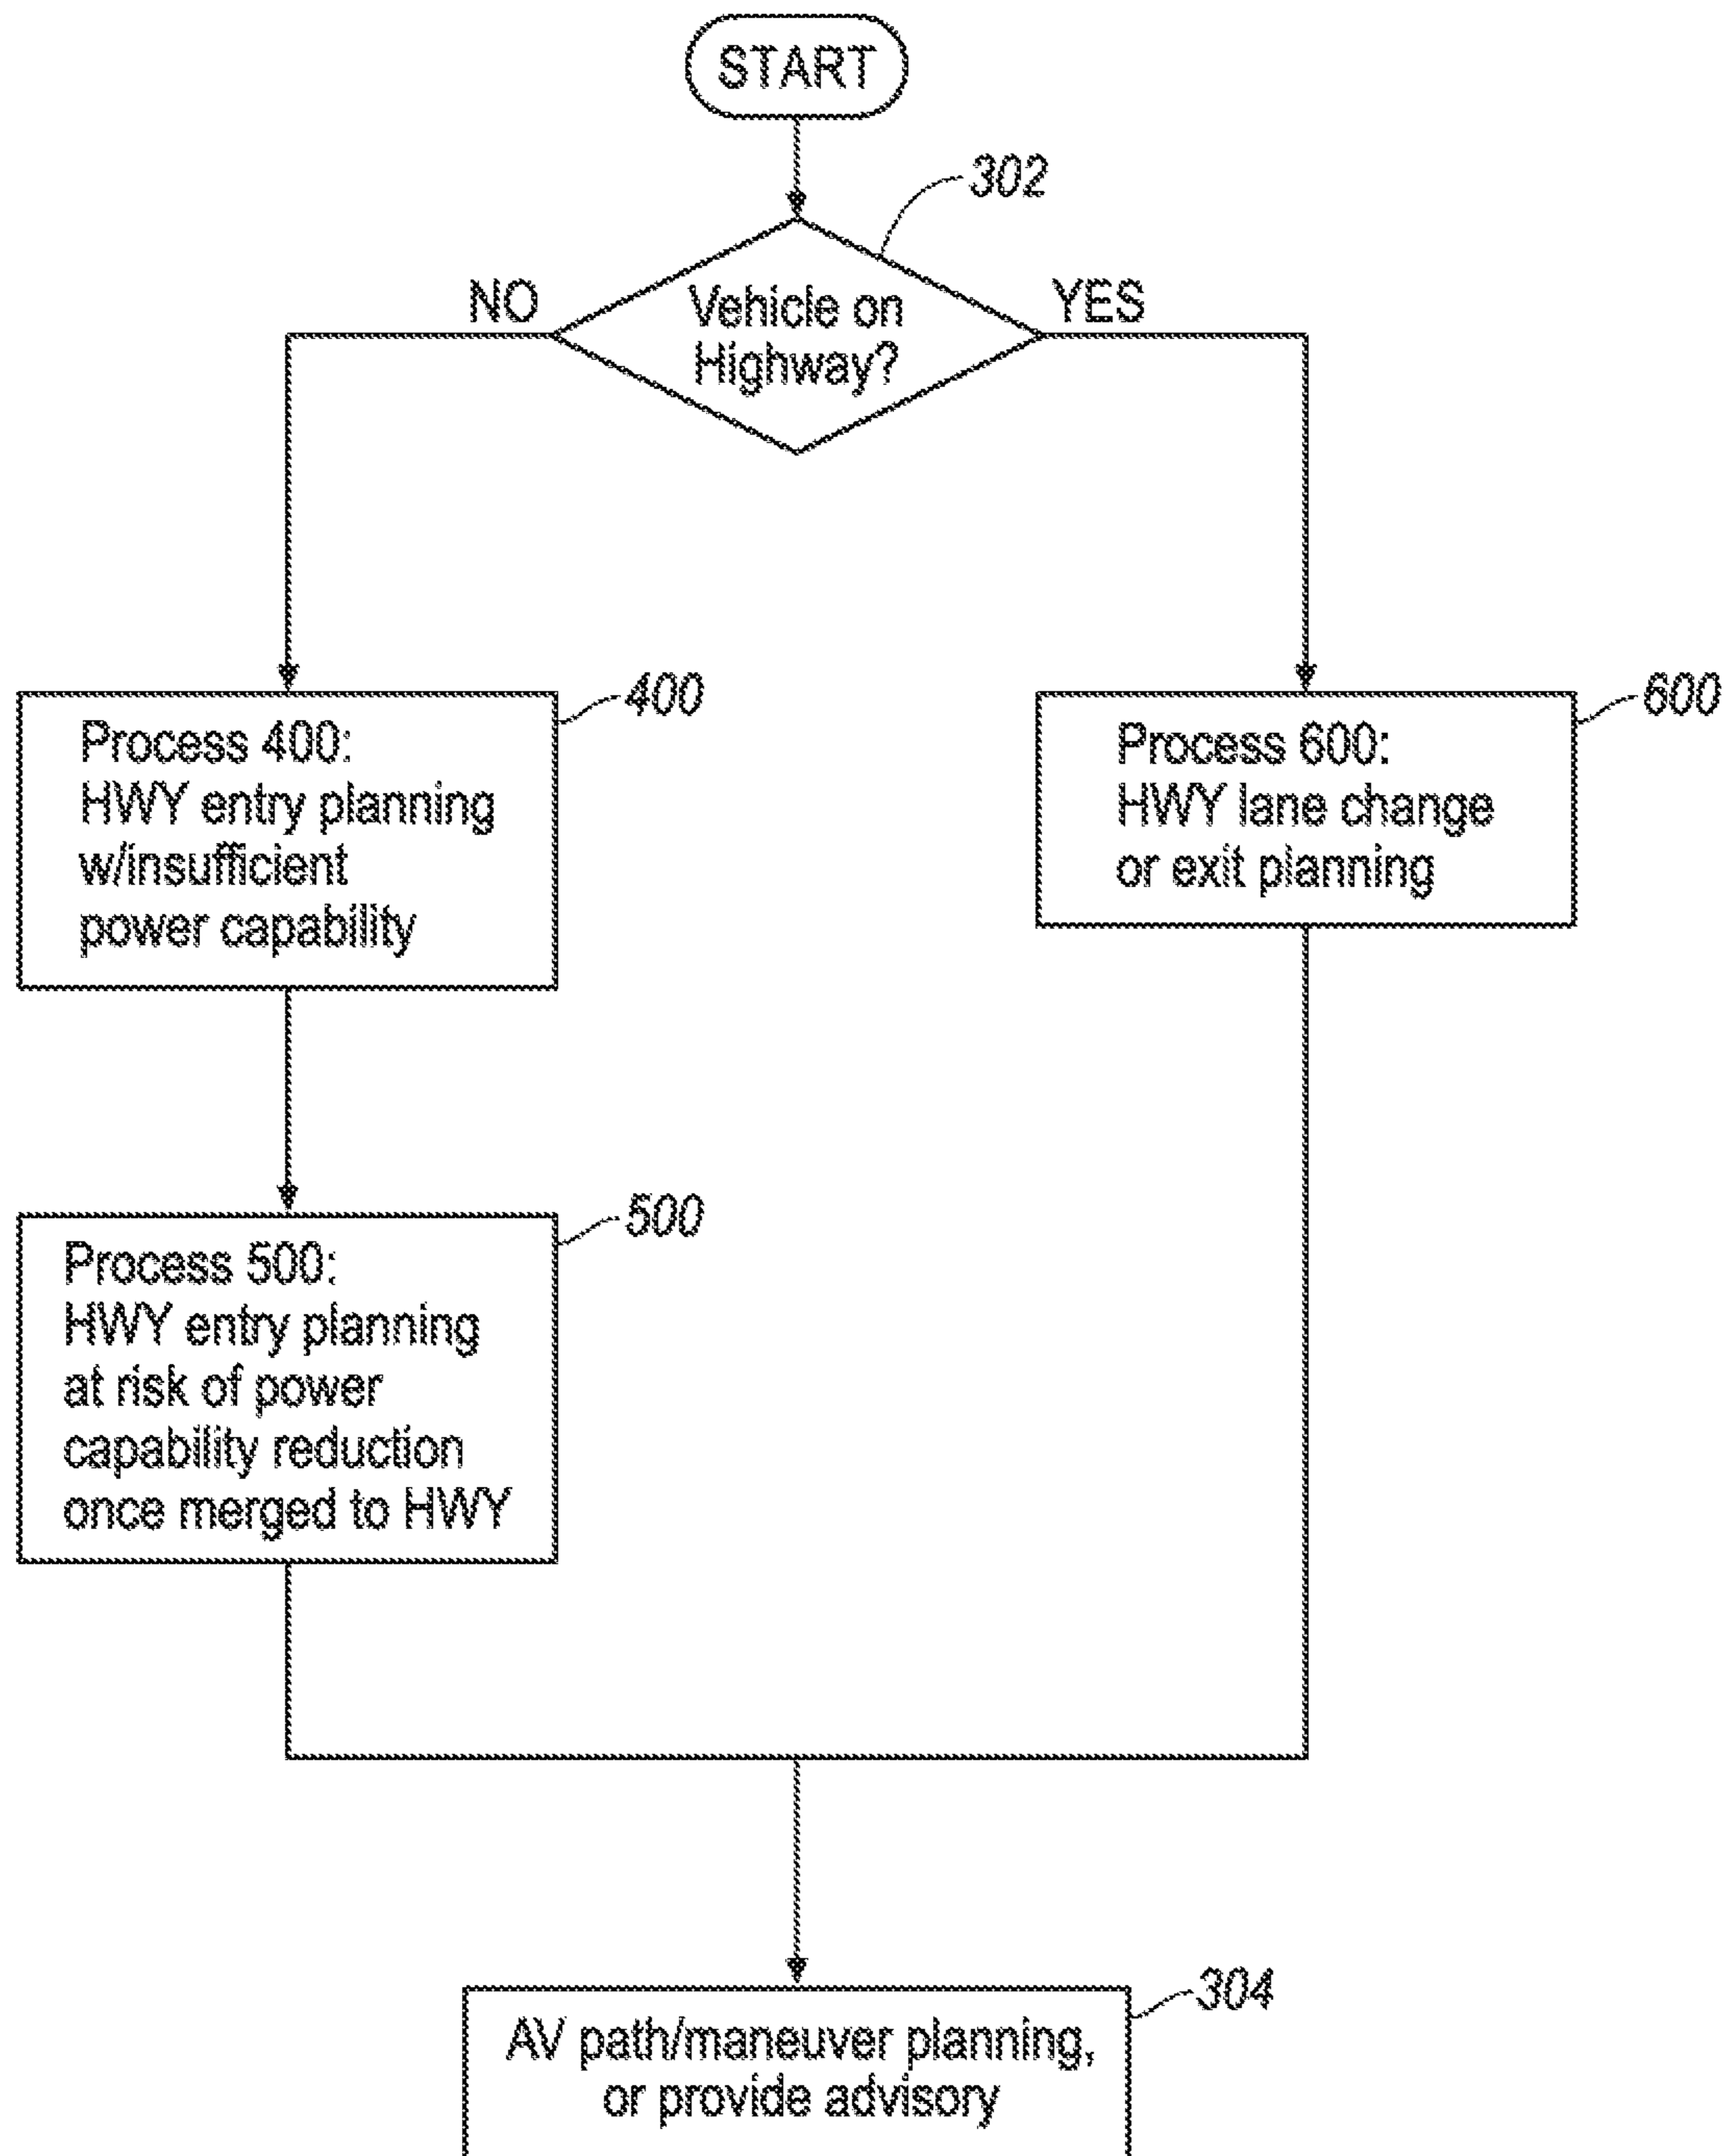 START
302
NO
YES
Vehicle on
Highway?
400
Process 400:
HWY entry planning
w/insufficient
power capability
600
Process 600:
HWY lane change
or exit planning
500
Process 500:
HWY entry planning
at risk of power
capability reduction
once merged to HWY
304
AV path/maneuver planning,
or provide advisory